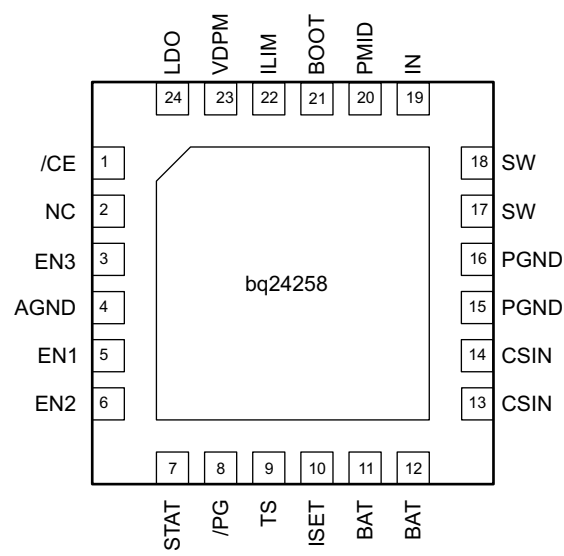 LDO
VDPM
ILIM
BOOT
PMID
IN
24
23
22
21
20
19
/CE 1
NC 2
EN3 3
AGND 4
EN1 5
EN2 6
bq24258
18 SW
17 SW
16 PGND
15 PGND
14 CSIN
13 CSIN
7
8
9
10
11
12
STAT
/PG
TS
ISET
BAT
BAT